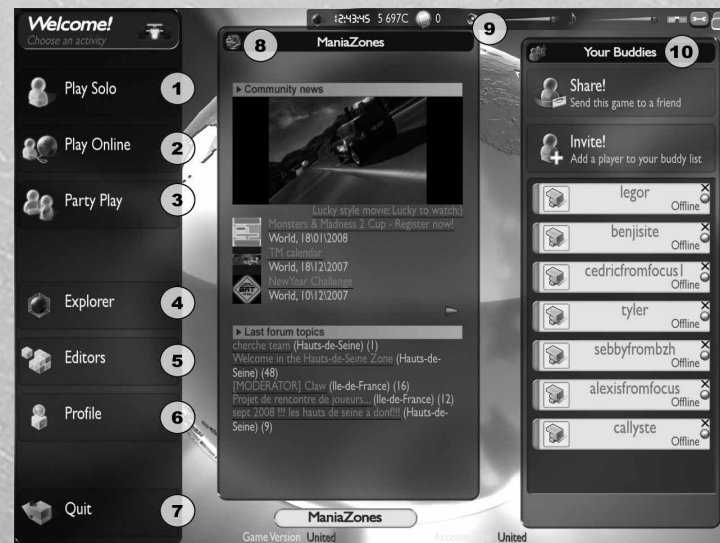 Welcome!
Choose an activity
Play Solo 1
Play Online 2
Party Play 3
Explorer 4
Editors 5
Profile 6
Quit 7
12:43:45 5 697C 0 9
8 ManiaZones
Community news
Lucky style movie: Lucky to watch:)
Monsters & Madness 2 Cup - Register now!
World, 18\01\2008
TM calendar
World, 18\12\2007
NewYear Challenge
World, 10\12\2007
Last forum topics
cherche team (Hauts-de-Seine) (1)
Welcome in the Hauts-de-Seine Zone (Hauts-de-
Seine) (48)
[MODERATOR] Claw (Ile-de-France) (16)
Projet de rencontre de joueurs... (Ile-de-France) (12)
sept 2008 !!! les hauts de seine à donf!!! (Hauts-de-
Seine) (9)
ManiaZones
Game Version United
Account United
Your Buddies 10
Share!
Send this game to a friend
Invite!
Add a player to your buddy list
legor
Offline
benjisite
Offline
cedricfromfocus1
Offline
tyler
Offline
sebbyfrombzh
Offline
alexisfromfocus
Offline
callyste
Offline